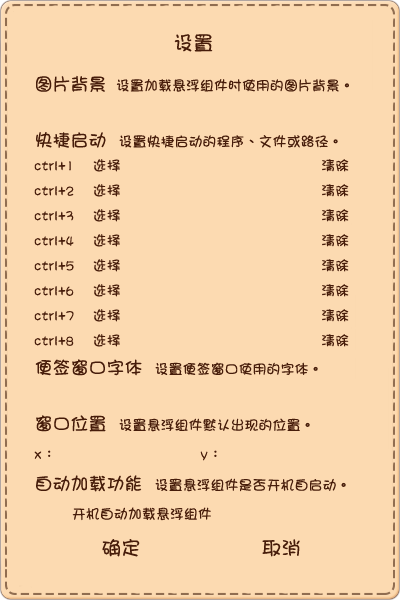 设置
图片背景 设置加载悬浮组件时使用的图片背景。
快捷启动 设置快捷启动的程序、文件或路径。
ctrl+1 选择 清除
ctrl+2 选择 清除
ctrl+3 选择 清除
ctrl+4 选择 清除
ctrl+5 选择 清除
ctrl+6 选择 清除
ctrl+7 选择 清除
ctrl+8 选择 清除
便签窗口字体 设置便签窗口使用的字体。
窗口位置 设置悬浮组件默认出现的位置。
x： y：
自动加载功能 设置悬浮组件是否开机自启动。
开机自动加载悬浮组件
确定 取消